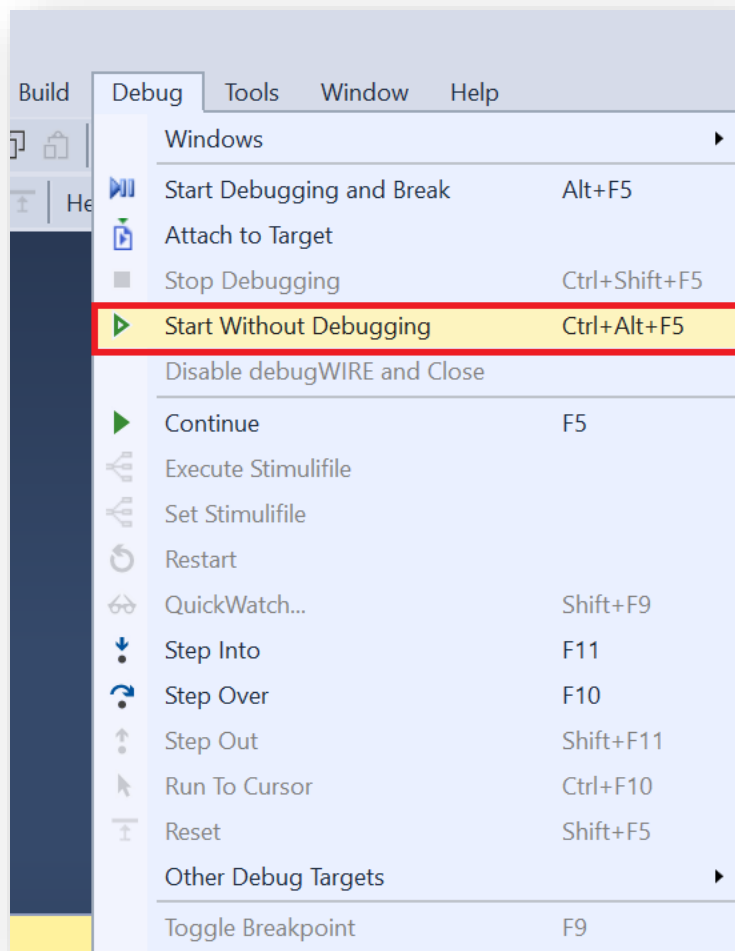 Build Debug Tools Window Help
Windows
He
Start Debugging and Break Alt+F5
Attach to Target
Stop Debugging Ctrl+Shift+F5
Start Without Debugging Ctrl+Alt+F5
Disable debugWIRE and Close
Continue F5
Execute Stimulifile
Set Stimulifile
Restart
QuickWatch... Shift+F9
Step Into F11
Step Over F10
Step Out Shift+F11
Run To Cursor Ctrl+F10
Reset Shift+F5
Other Debug Targets
Toggle Breakpoint F9